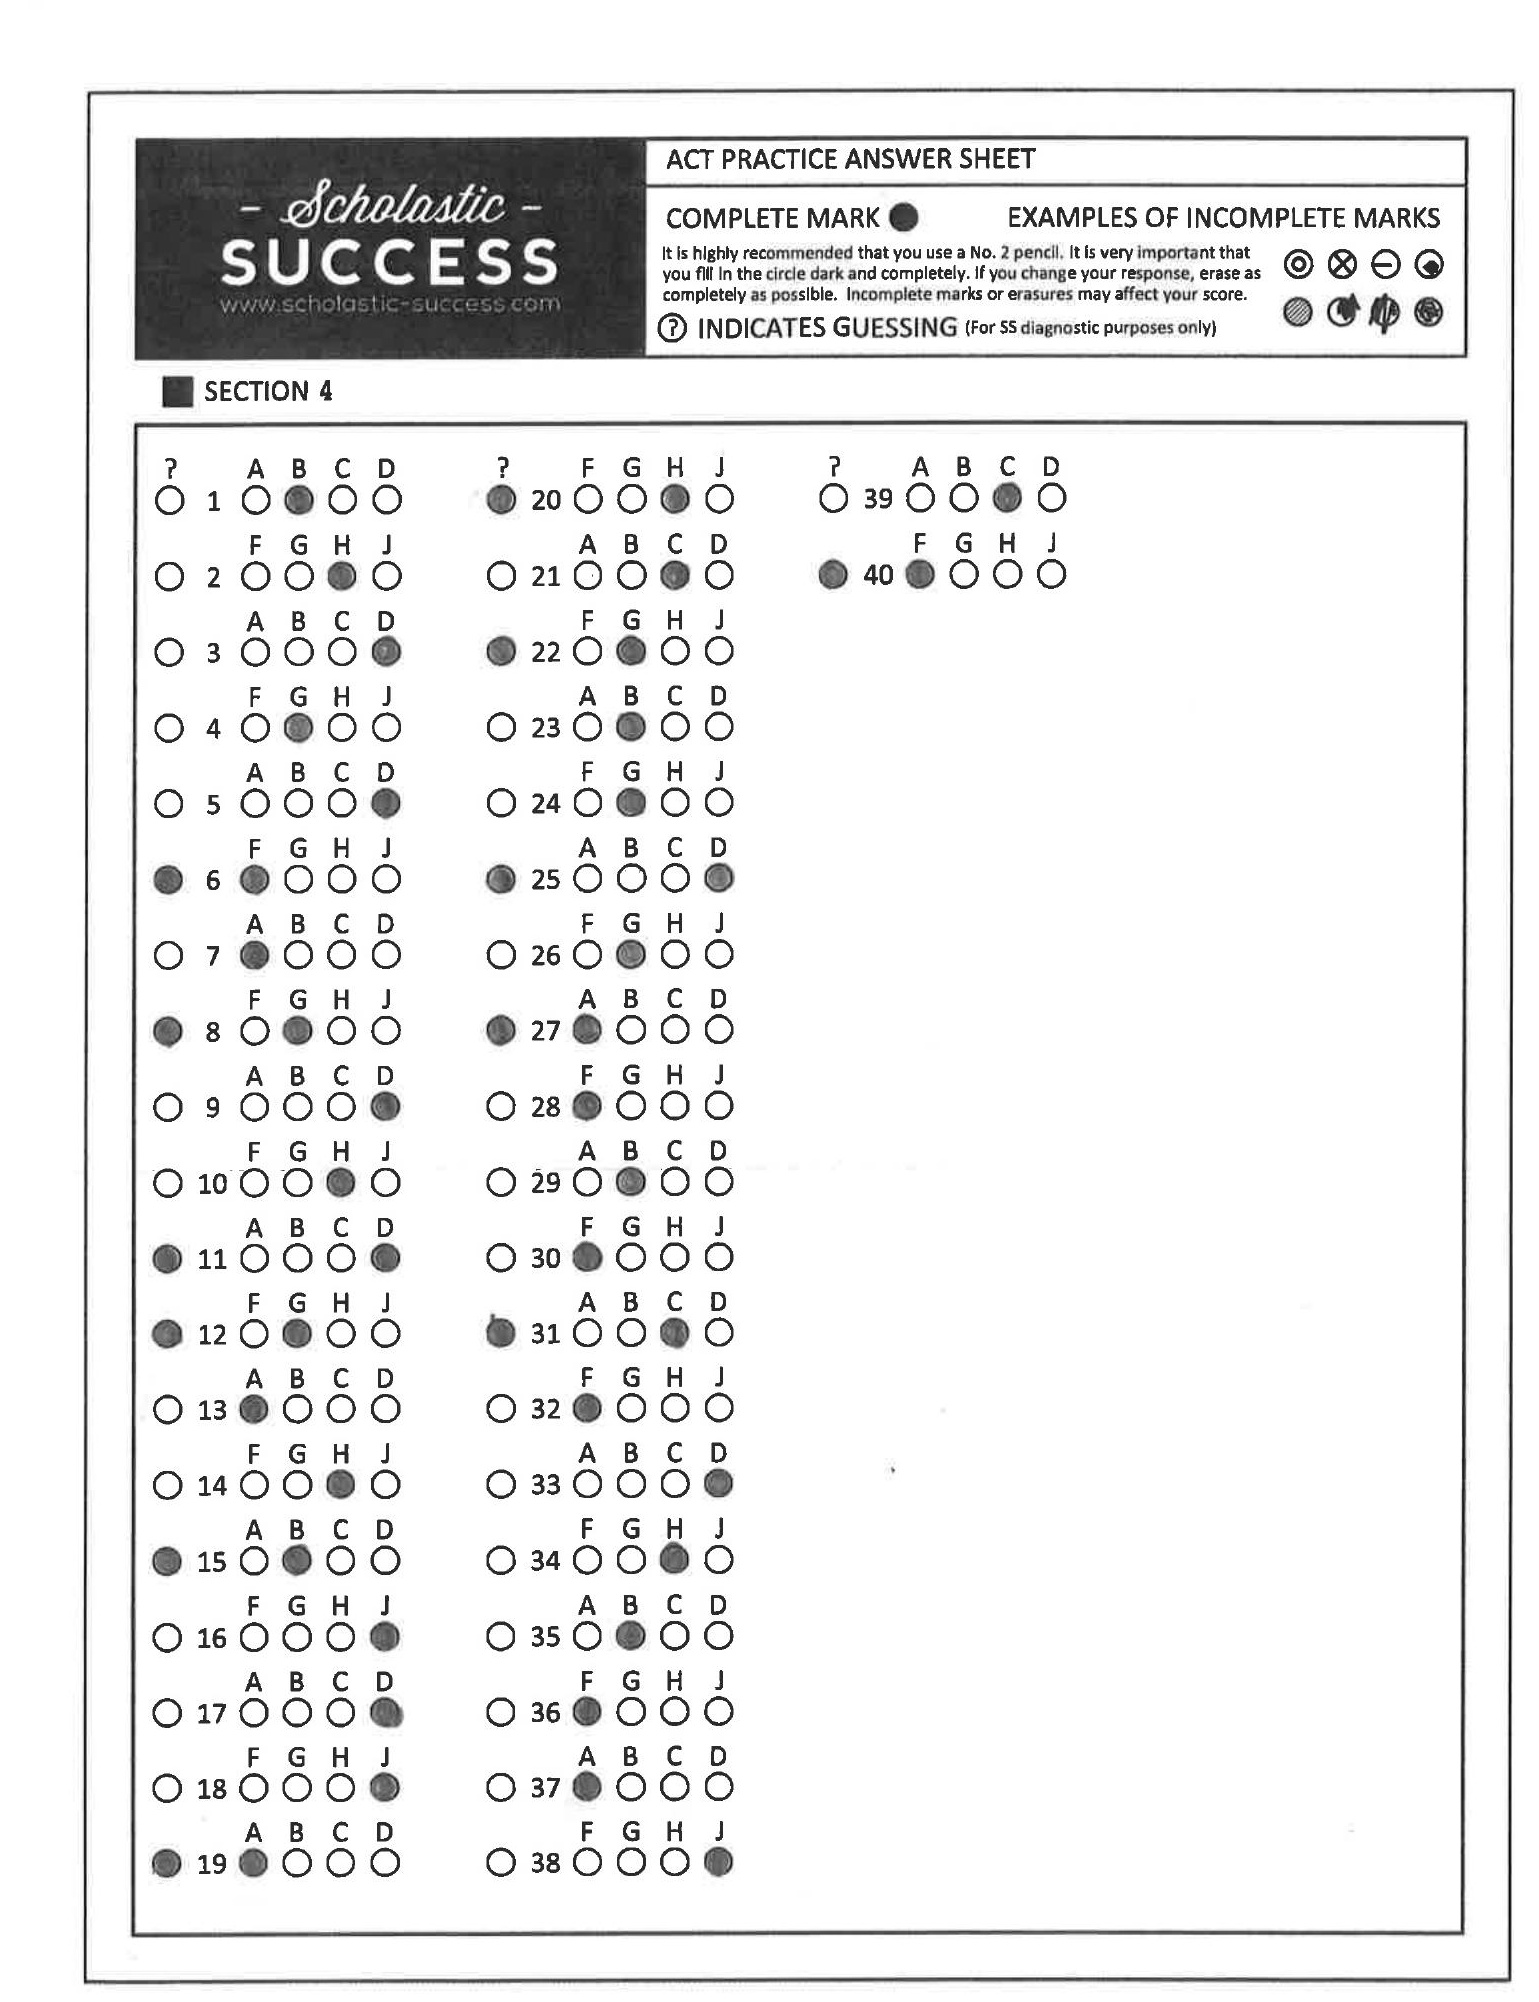 - Scholastic -
SUCCESS
www.scholastic-success.com
ACT PRACTICE ANSWER SHEET
COMPLETE MARK
EXAMPLES OF INCOMPLETE MARKS
It is highly recommended that you use a No. 2 pencil. It is very important that
you fill in the circle dark and completely. If you change your response, erase as
completely as possible. Incomplete marks or erasures may affect your score.
? INDICATES GUESSING (For SS diagnostic purposes only)
SECTION 4
? A B C D
1
F G H J
2
A B C D
3
F G H J
4
A B C D
5
F G H J
6
A B C D
7
F G H J
8
A B C D
9
F G H J
10
A B C D
11
F G H J
12
A B C D
13
F G H J
14
A B C D
15
F G H J
16
A B C D
17
F G H J
18
A B C D
19
? F G H J
20
A B C D
21
F G H J
22
A B C D
23
F G H J
24
A B C D
25
F G H J
26
A B C D
27
F G H J
28
A B C D
29
F G H J
30
A B C D
31
F G H J
32
A B C D
33
F G H J
34
A B C D
35
F G H J
36
A B C D
37
F G H J
38
? A B C D
39
F G H J
40